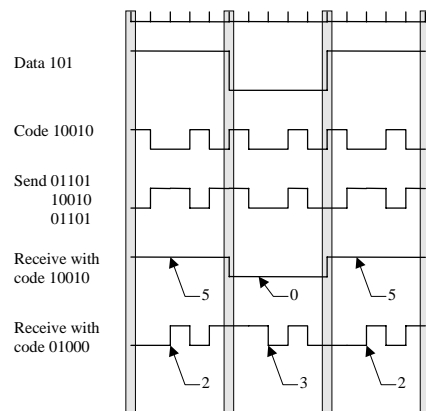 Data 101
Code 10010
Send 01101
10010
01101
Receive with
code 10010
5
0
5
Receive with
code 01000
2
3
2